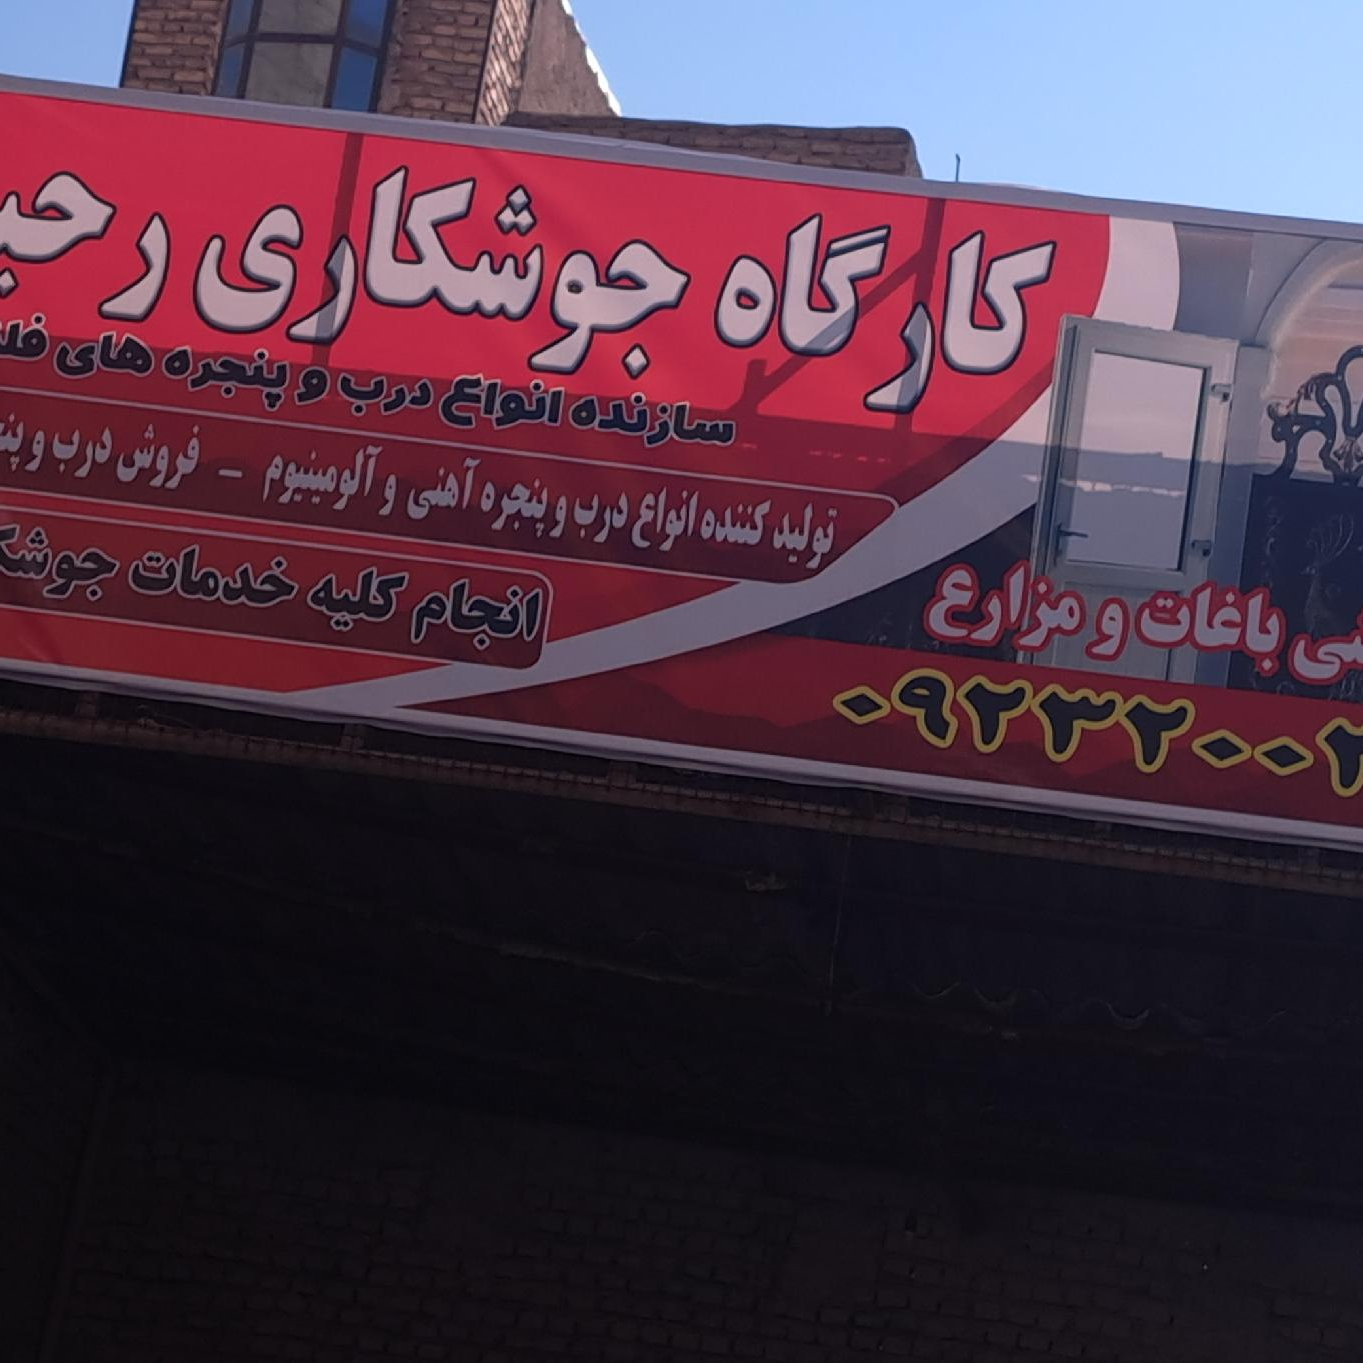 کارگاه جوشکاری
سازنده انواع درب و پنجره های
تولید کننده انواع درب و پنجره آهنی و آلومینیوم - فروش درب و
انجام کلیه خدمات
باغات و مزارع
۰۹۲۳۲۰۰۲